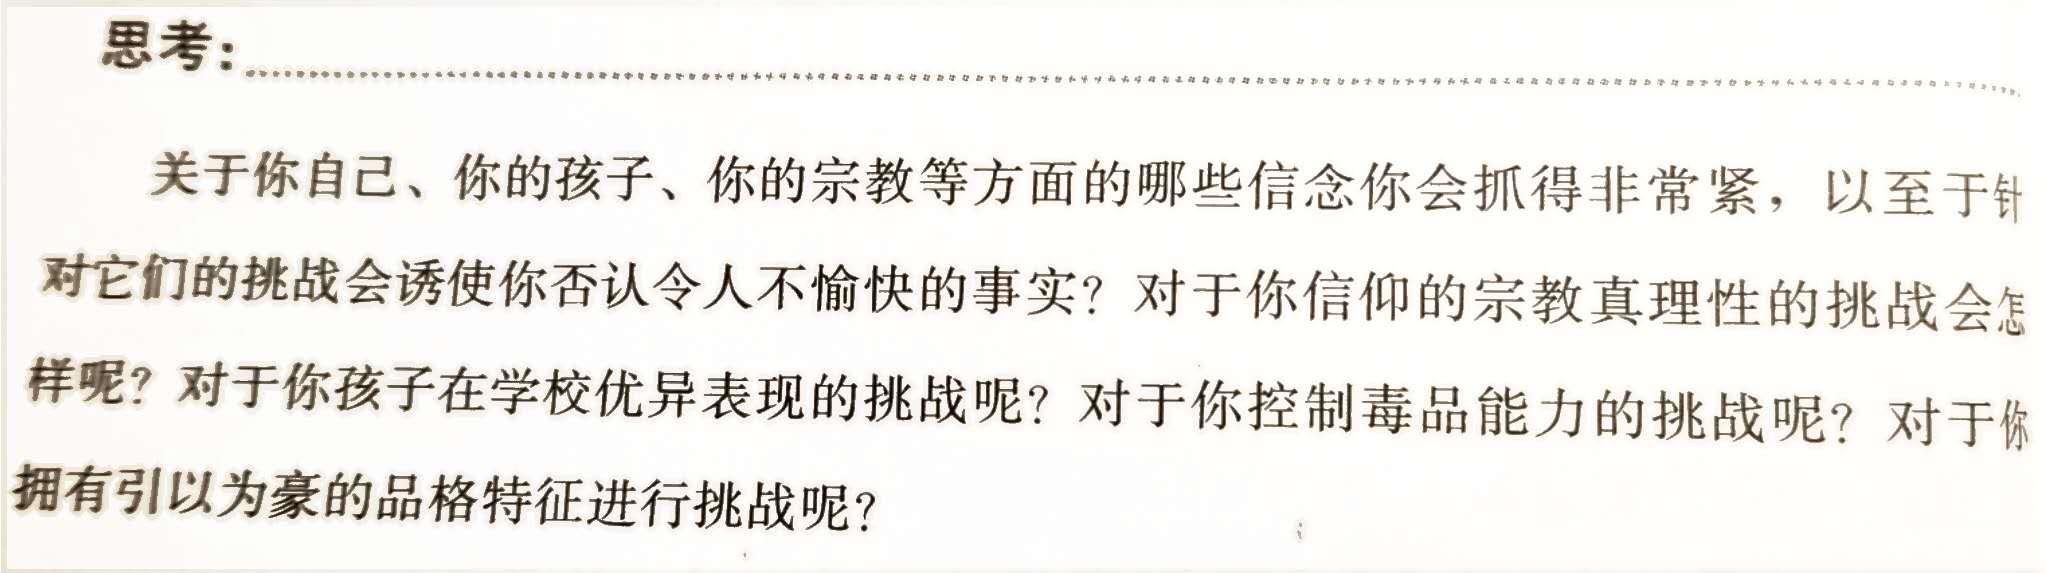 思考：
关于你自己、你的孩子、你的宗教等方面的哪些信念你会抓得非常紧，以至于针
对它们的挑战会诱使你否认令人不愉快的事实？对于你信仰的宗教真理性的挑战会怎
样呢？对于你孩子在学校优异表现的挑战呢？对于你控制毒品能力的挑战呢？对于你
拥有引以为豪的品格特征进行挑战呢？